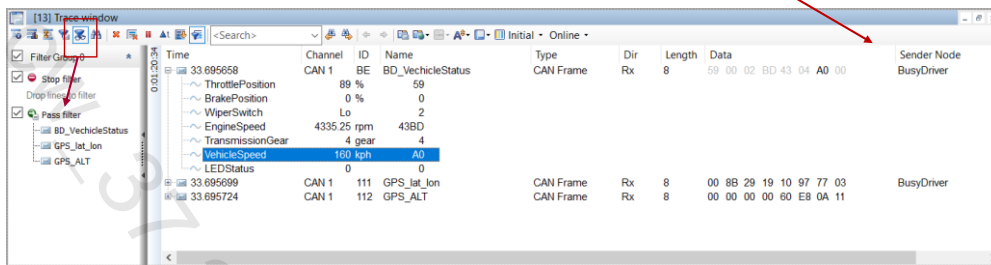 [13] Trace window
<Search> Initial Online
Filter Group 0
Stop filter
Drop lines to filter
Pass filter
BD_VechicleStatus
GPS_lat_lon
GPS_ALT
0:01:20:34
Time Channel ID Name Type Dir Length Data Sender Node
33.695658 CAN 1 BE BD_VechicleStatus CAN Frame Rx 8 59 00 02 BD 43 04 A0 00 BusyDriver
ThrottlePosition 89 % 59
BrakePosition 0 % 0
WiperSwitch Lo 2
EngineSpeed 4335.25 rpm 43BD
TransmissionGear 4 gear 4
VehicleSpeed 160 kph A0
LEDStatus 0 0
33.695699 CAN 1 111 GPS_lat_lon CAN Frame Rx 8 00 8B 29 19 10 97 77 03 BusyDriver
33.695724 CAN 1 112 GPS_ALT CAN Frame Rx 8 00 00 00 00 60 E8 0A 11